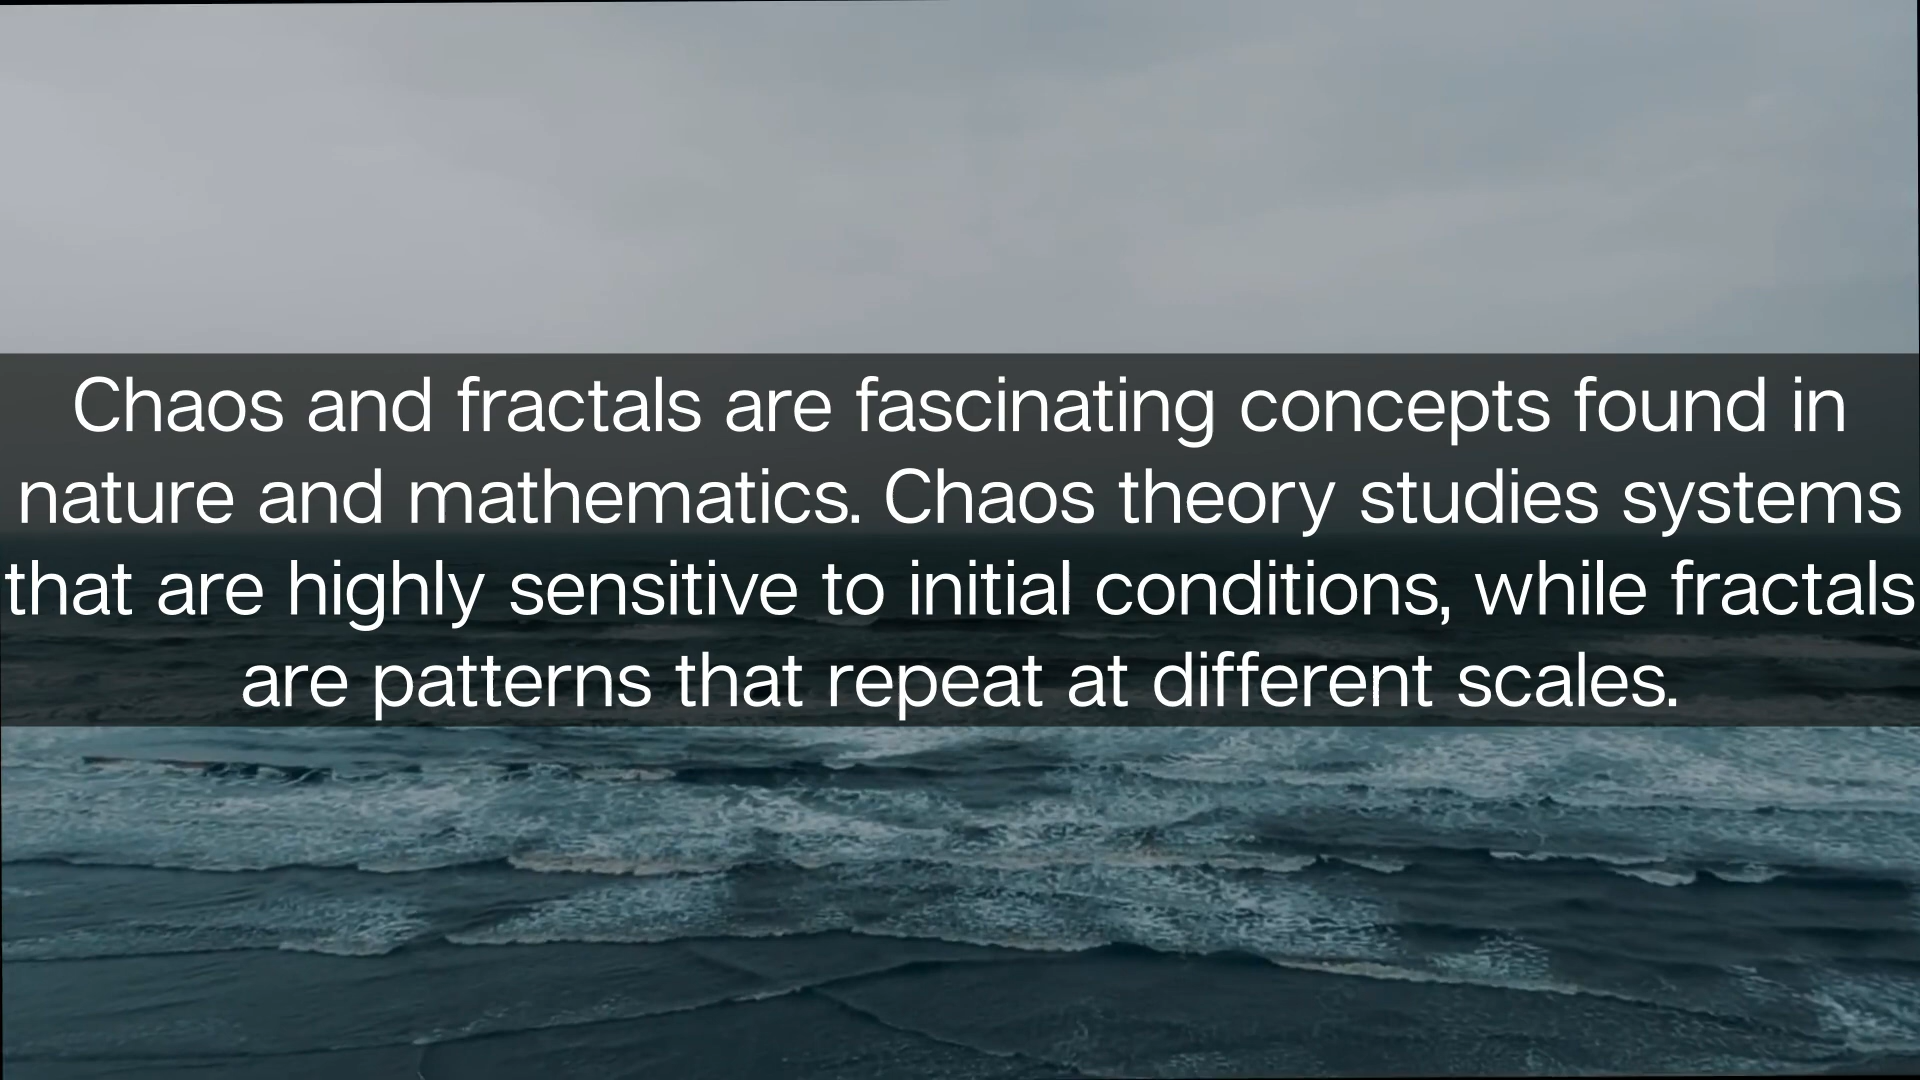 Chaos and fractals are fascinating concepts found in
nature and mathematics. Chaos theory studies systems
that are highly sensitive to initial conditions, while fractals
are patterns that repeat at different scales.